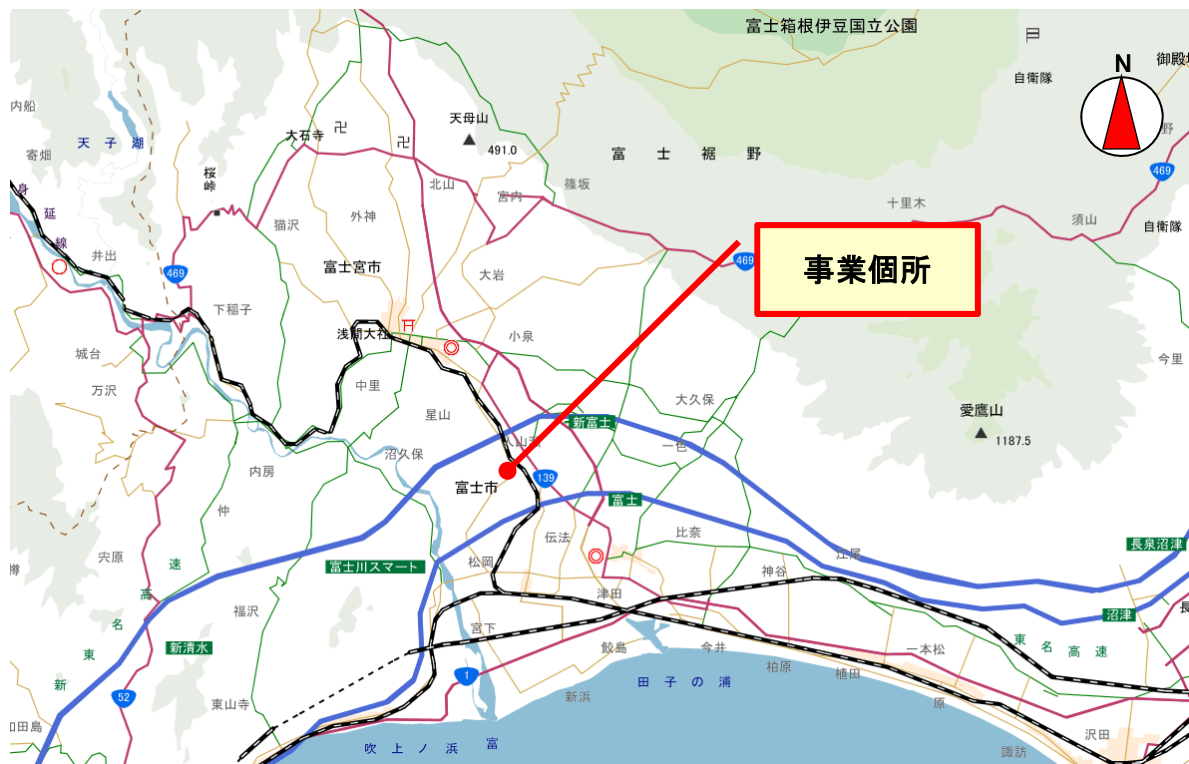 富士箱根伊豆国立公園
自衛隊
N
内船
天子湖
大石寺
天母山
491.0
寄畑
桜峠
北山
富士裾野
篠坂
宮内
469
十里木
須山
自衛隊
身延線
猫沢
外神
井出
469
富士宮市
大岩
469
事業個所
下稲子
浅間大社
小泉
城台
万沢
中里
星山
大久保
愛鷹山
1187.5
今里
新富士
一色
沼久保
内房
富士市
139
富士
仲
伝法
比奈
江尾
長泉沼津
宍原
富士川スマート
松岡
神谷
福沢
津田
沼津
宮下
鮫島
今井
一本松
東名高速
新東名高速
新清水
柏原
植田
1
田子の浦
52
東山寺
新浜
原
沢田
吹上ノ浜
富
諏訪